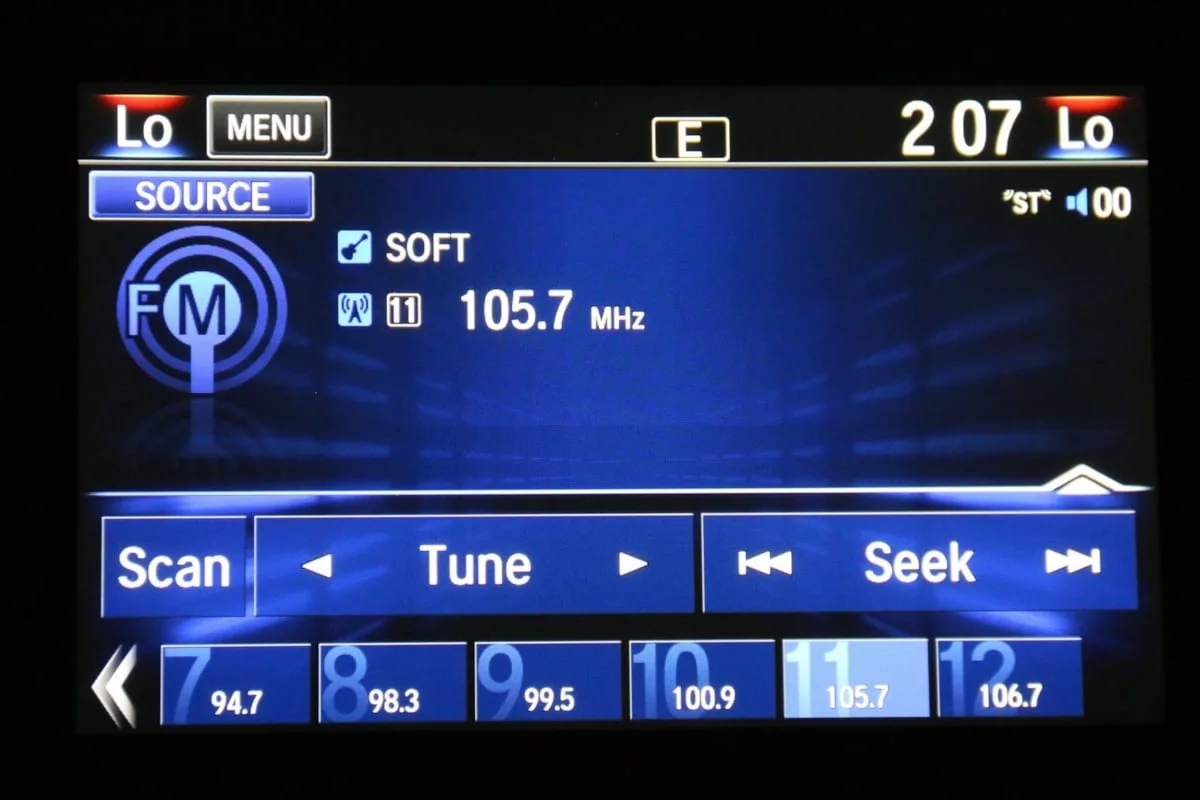 Lo MENU E 2 07 Lo
SOURCE "ST" 00
SOFT
FM 11 105.7 MHz
Scan Tune Seek
7 94.7 8 98.3 9 99.5 10 100.9 11 105.7 12 106.7